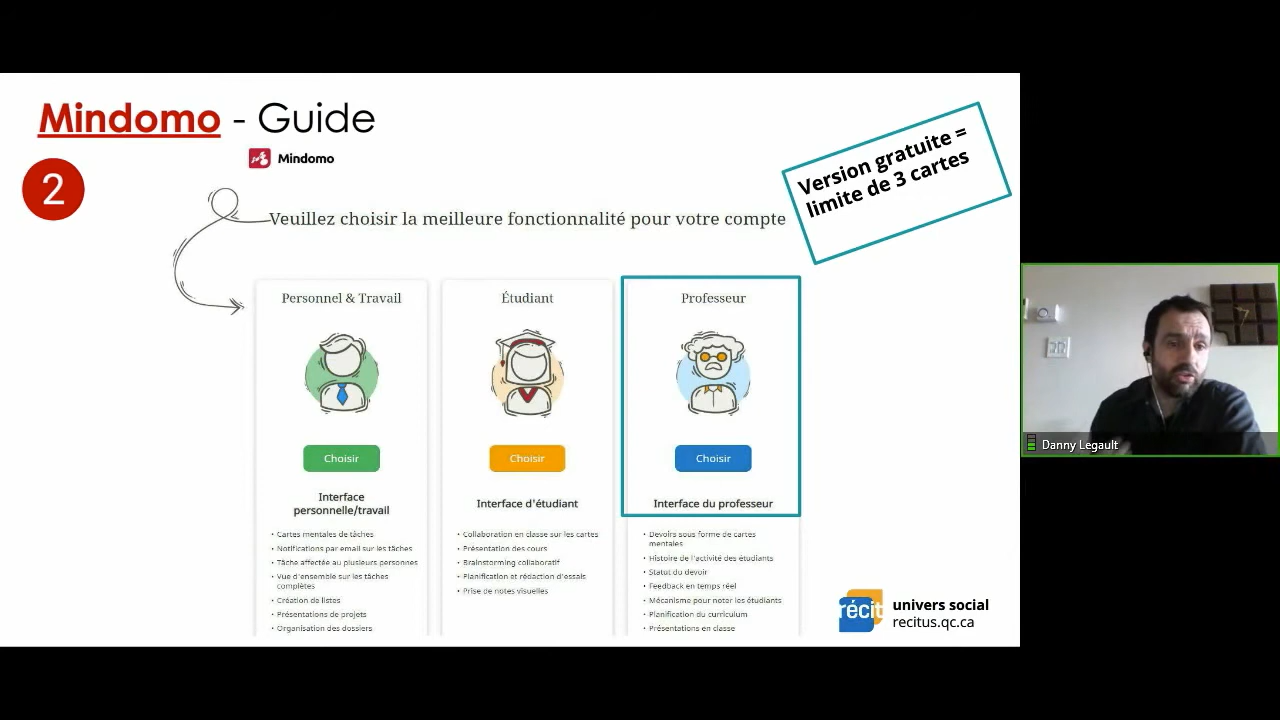 Mindomo - Guide
Mindomo
2
Version gratuite =
limite de 3 cartes
Veuillez choisir la meilleure fonctionnalité pour votre compte
Personnel & Travail
Choisir
Interface
personnelle/travail
• Cartes mentales de tâches
• Notifications par email sur les tâches
• Tâche affectée au plusieurs personnes
• Vue d'ensemble sur les tâches
complètes
• Création de listes
• Présentations de projets
• Organisation des dossiers
Étudiant
Choisir
Interface d'étudiant
• Collaboration en classe sur les cartes
• Présentation des cours
• Brainstorming collaboratif
• Planification et rédaction d'essais
• Prise de notes visuelles
Professeur
Choisir
Interface du professeur
• Devoirs sous forme de cartes
mentales
• Histoire de l'activité des étudiants
• Statut du devoir
• Feedback en temps réel
• Mécanisme pour noter les étudiants
• Planification du curriculum
• Présentations en classe
récit
univers social
recitus.qc.ca
Danny Legault